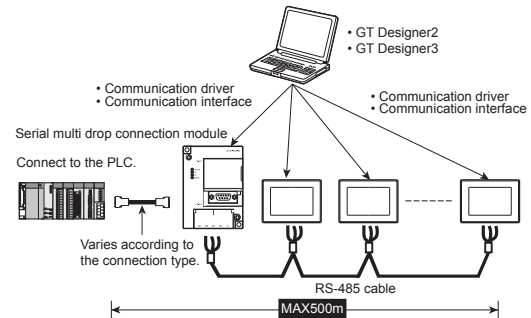 • GT Designer2
• GT Designer3
• Communication driver
• Communication interface
• Communication driver
• Communication interface
Serial multi drop connection module
Connect to the PLC.
Varies according to
the connection type.
RS-485 cable
MAX500m